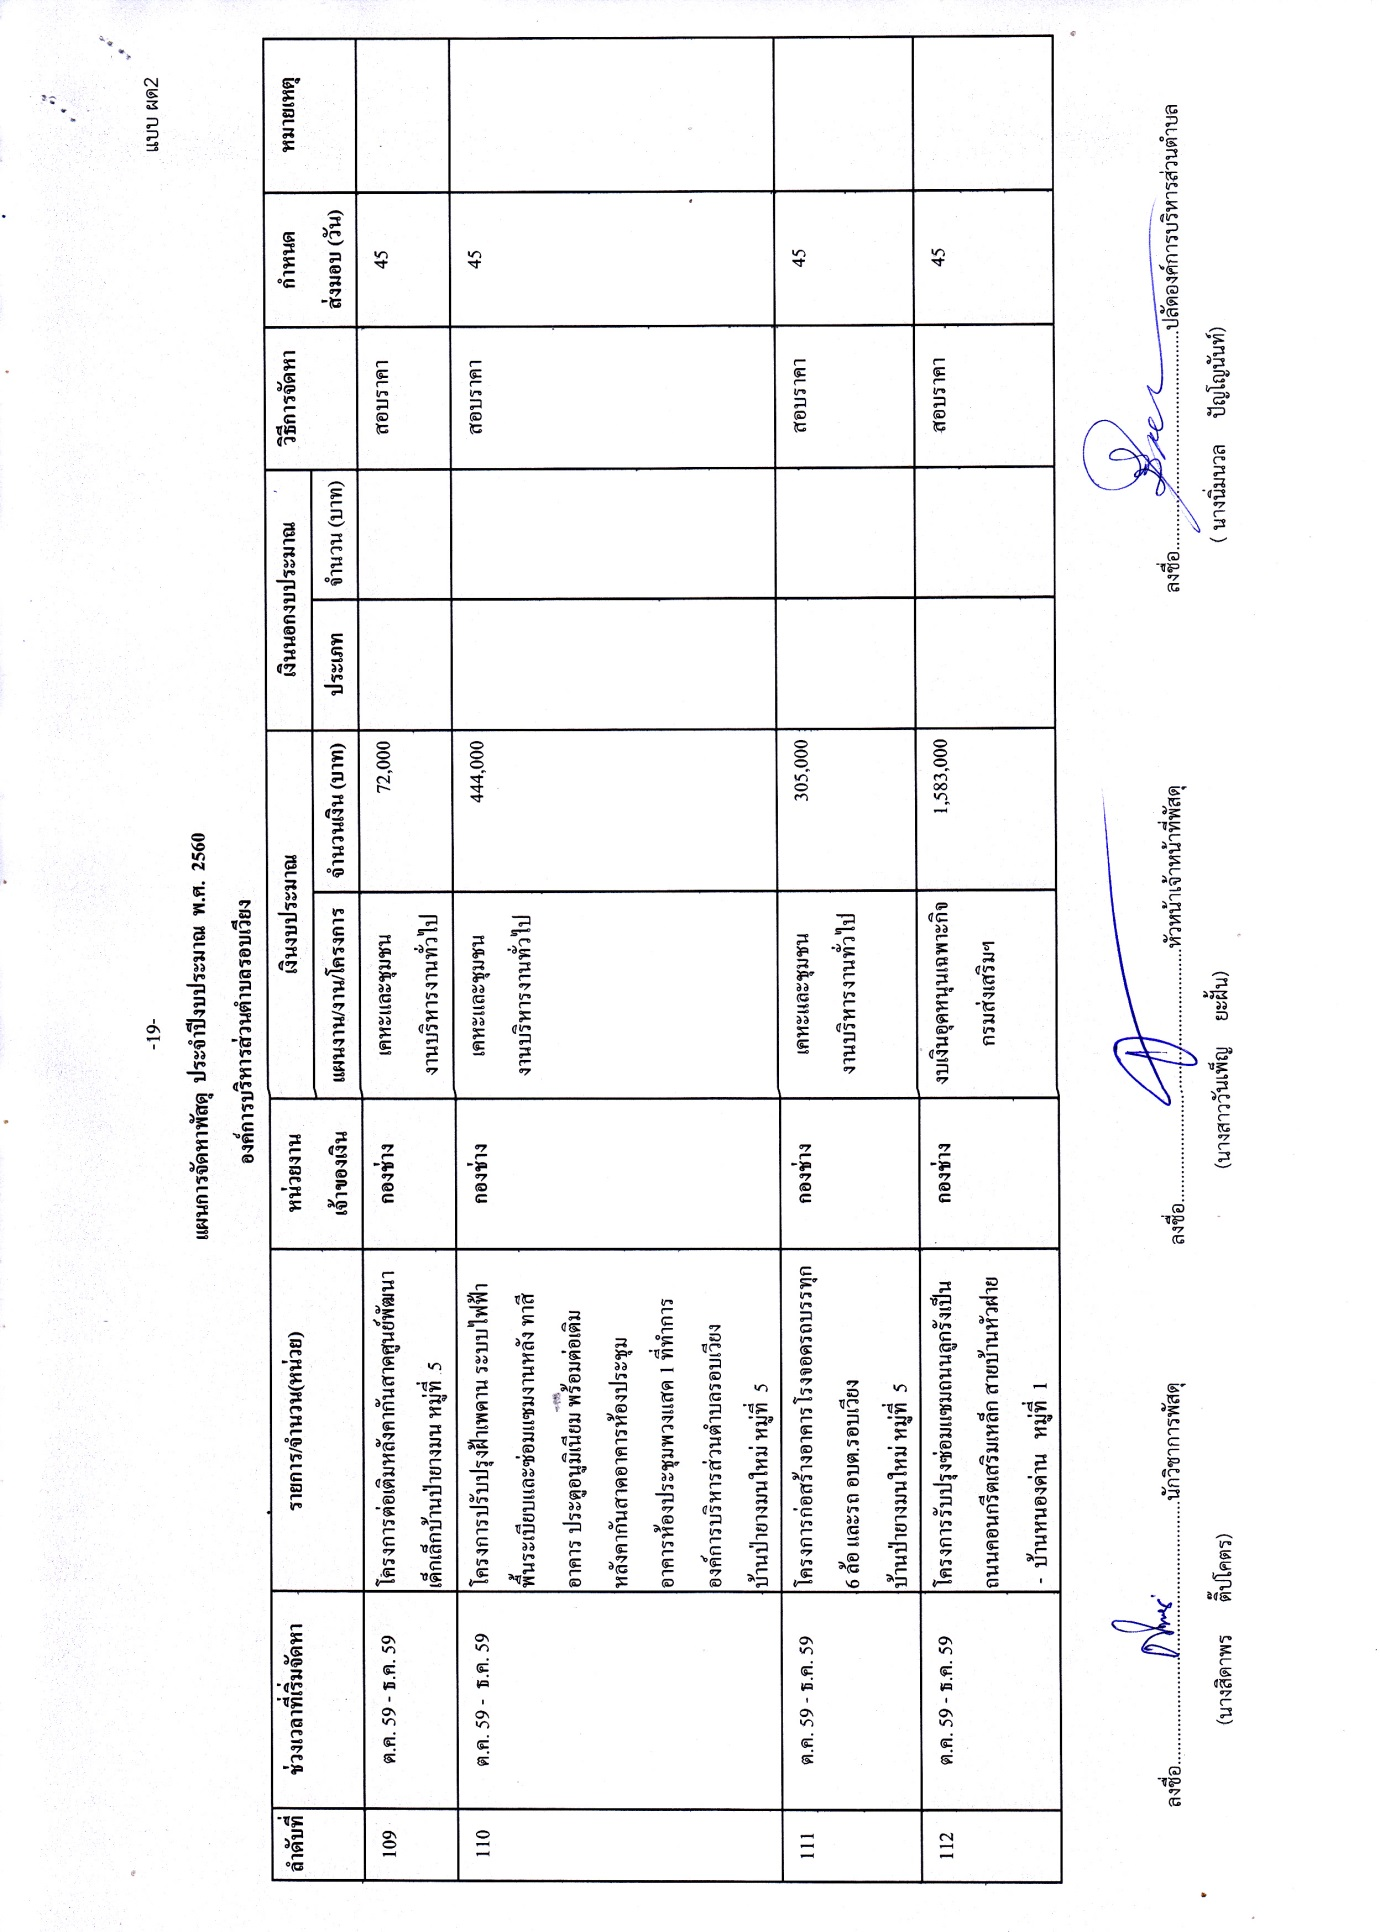 แบบ ผด2
-19-
แผนการจัดหาพัสดุ ประจำปีงบประมาณ พ.ศ. 2560
องค์การบริหารส่วนตำบลรอบเวียง
ลำดับที่ ช่วงเวลาที่เริ่มจัดหา รายการ/จำนวน(หน่วย) หน่วยงาน เงินงบประมาณ เงินนอกงบประมาณ วิธีการจัดหา กำหนด หมายเหตุ
เจ้าของเงิน แผนงาน/งาน/โครงการ จำนวนเงิน (บาท) ประเภท จำนวน (บาท) ส่งมอบ (วัน)
109 ต.ค. 59 - ธ.ค. 59 โครงการต่อเติมหลังคากันสาดศูนย์พัฒนา กองช่าง เคหะและชุมชน 72,000 สอบราคา 45
เด็กเล็กบ้านป่ายางมน หมู่ที่ 5 งานบริหารงานทั่วไป
110 ต.ค. 59 - ธ.ค. 59 โครงการปรับปรุงฝ้าเพดาน ระบบไฟฟ้า กองช่าง เคหะและชุมชน 444,000 สอบราคา 45
พื้นระเบียบและซ่อมแซมงานหลัง ทาสี งานบริหารงานทั่วไป
อาคาร ประตูอนูมิเนียม พร้อมต่อเติม
หลังคากันสาดอาคารห้องประชุม
อาคารห้องประชุมพวงแสด 1 ที่ทำการ
องค์การบริหารส่วนตำบลรอบเวียง
บ้านป่ายางมนใหม่ หมู่ที่ 5
111 ต.ค. 59 - ธ.ค. 59 โครงการก่อสร้างอาคารโรงจอดรถบรรทุก กองช่าง เคหะและชุมชน 305,000 สอบราคา 45
6 ล้อ และรถ อบต.รอบเวียง งานบริหารงานทั่วไป
บ้านป่ายางมนใหม่ หมู่ที่ 5
112 ต.ค. 59 - ธ.ค. 59 โครงการรับปรุงซ่อมแซมถนนลูกรังเป็น กองช่าง งบเงินอุดหนุนเฉพาะกิจ 1,583,000 สอบราคา 45
ถนนคอนกรีตเสริมเหล็ก สายบ้านหัวฝาย กรมส่งเสริมฯ
- บ้านหนองด่าน หมู่ที่ 1
ลงชื่อ..............................นักวิชาการพัสดุ ลงชื่อ..............................หัวหน้าเจ้าหน้าที่พัสดุ ลงชื่อ..............................ปลัดองค์การบริหารส่วนตำบล
(นางสิดาพร ติ๊ปโคตร) (นางสาววันเพ็ญ ยะฝั้น) ( นางนิ่มนวล ปัญโญนันท์)